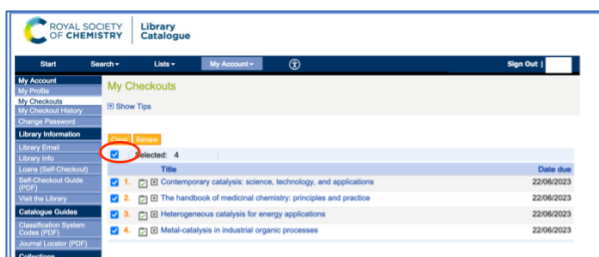 ROYAL SOCIETY
OF CHEMISTRY
Library
Catalogue
Start Search Lists My Account Sign Out |
My Account
My Profile
My Checkouts
My Checkout History
Change Password
Library Information
Library Email
Library Info
Loans (Self-Checkout)
Self-Checkout Guide
(PDF)
Visit the Library
Catalogue Guides
Classification System
Codes (PDF)
Journal Locator (PDF)
Collections
My Checkouts
Show Tips
Clear Renew
Selected: 4
Title Date due
1. Contemporary catalysis: science, technology, and applications 22/06/2023
2. The handbook of medicinal chemistry: principles and practice 22/06/2023
3. Heterogeneous catalysis for energy applications 22/06/2023
4. Metal-catalysis in industrial organic processes 22/06/2023